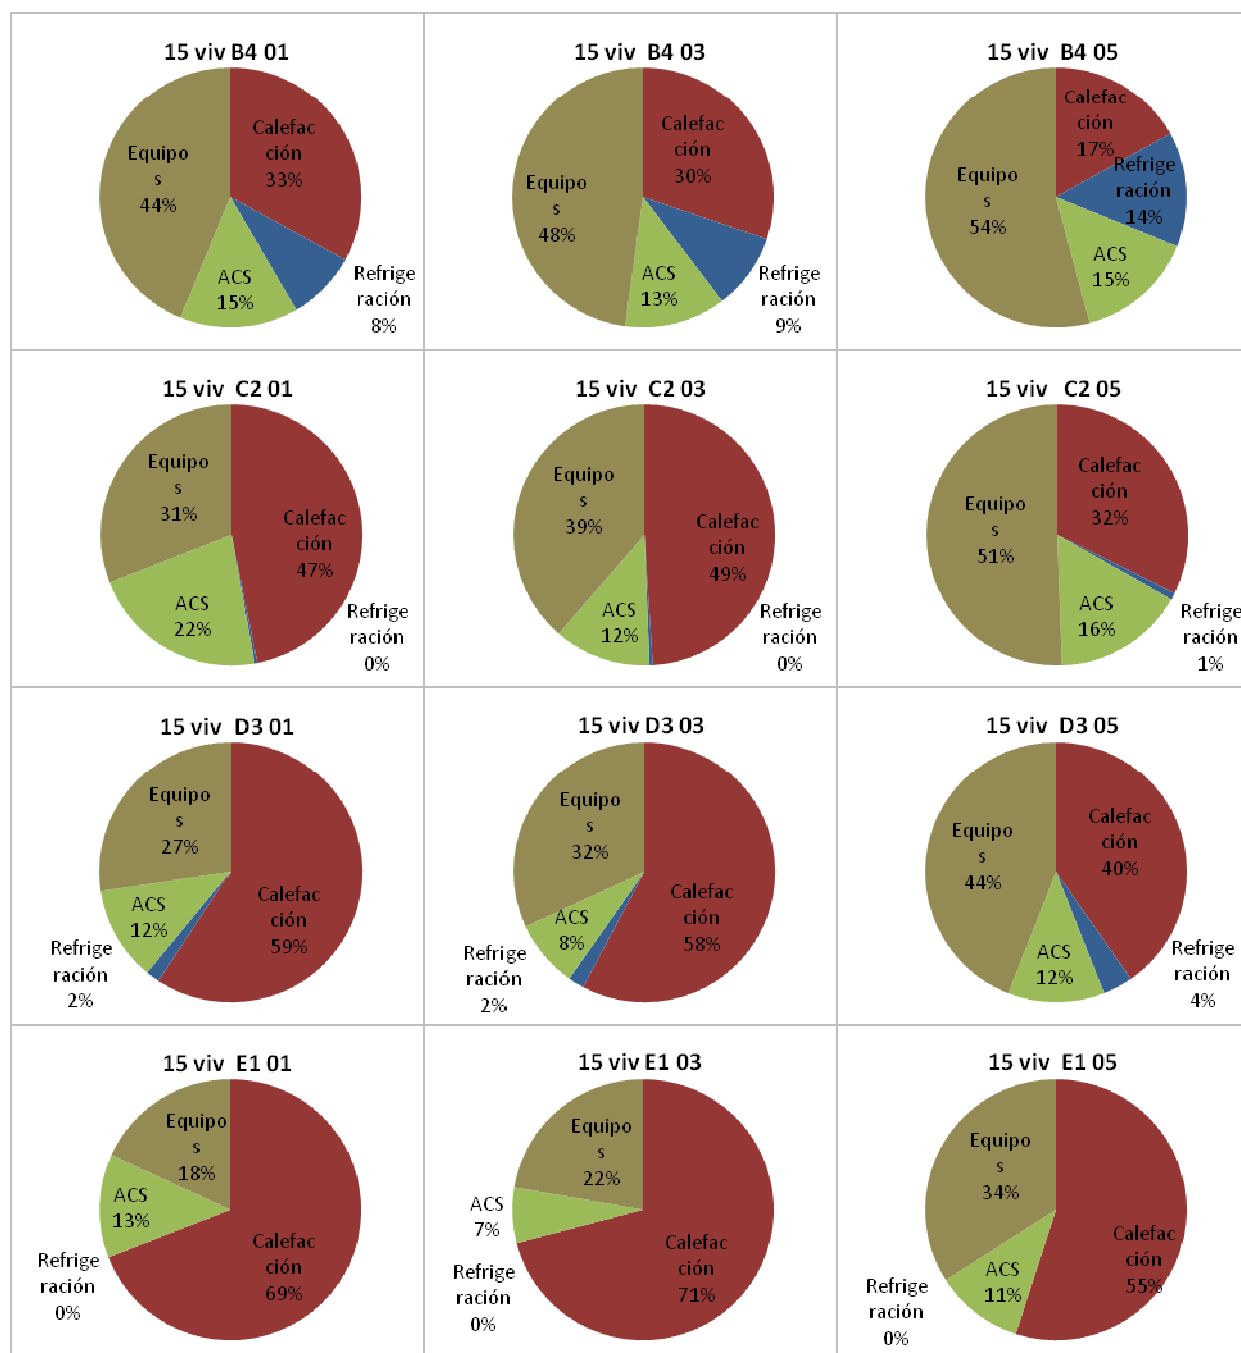 15 viv B4 01
Calefac
ción
33%
Refrige
ración
8%
ACS
15%
Equipo
s
44%
15 viv B4 03
Calefac
ción
30%
Refrige
ración
9%
ACS
13%
Equipo
s
48%
15 viv B4 05
Calefac
ción
17%
Refrige
ración
14%
ACS
15%
Equipo
s
54%
15 viv C2 01
Calefac
ción
47%
Refrige
ración
0%
ACS
22%
Equipo
s
31%
15 viv C2 03
Calefac
ción
49%
Refrige
ración
0%
ACS
12%
Equipo
s
39%
15 viv C2 05
Calefac
ción
32%
Refrige
ración
1%
ACS
16%
Equipo
s
51%
15 viv D3 01
Calefac
ción
59%
Refrige
ración
2%
ACS
12%
Equipo
s
27%
15 viv D3 03
Calefac
ción
58%
Refrige
ración
2%
ACS
8%
Equipo
s
32%
15 viv D3 05
Calefac
ción
40%
Refrige
ración
4%
ACS
12%
Equipo
s
44%
15 viv E1 01
Calefac
ción
69%
Refrige
ración
0%
ACS
13%
Equipo
s
18%
15 viv E1 03
Calefac
ción
71%
Refrige
ración
0%
ACS
7%
Equipo
s
22%
15 viv E1 05
Calefac
ción
55%
Refrige
ración
0%
ACS
11%
Equipo
s
34%